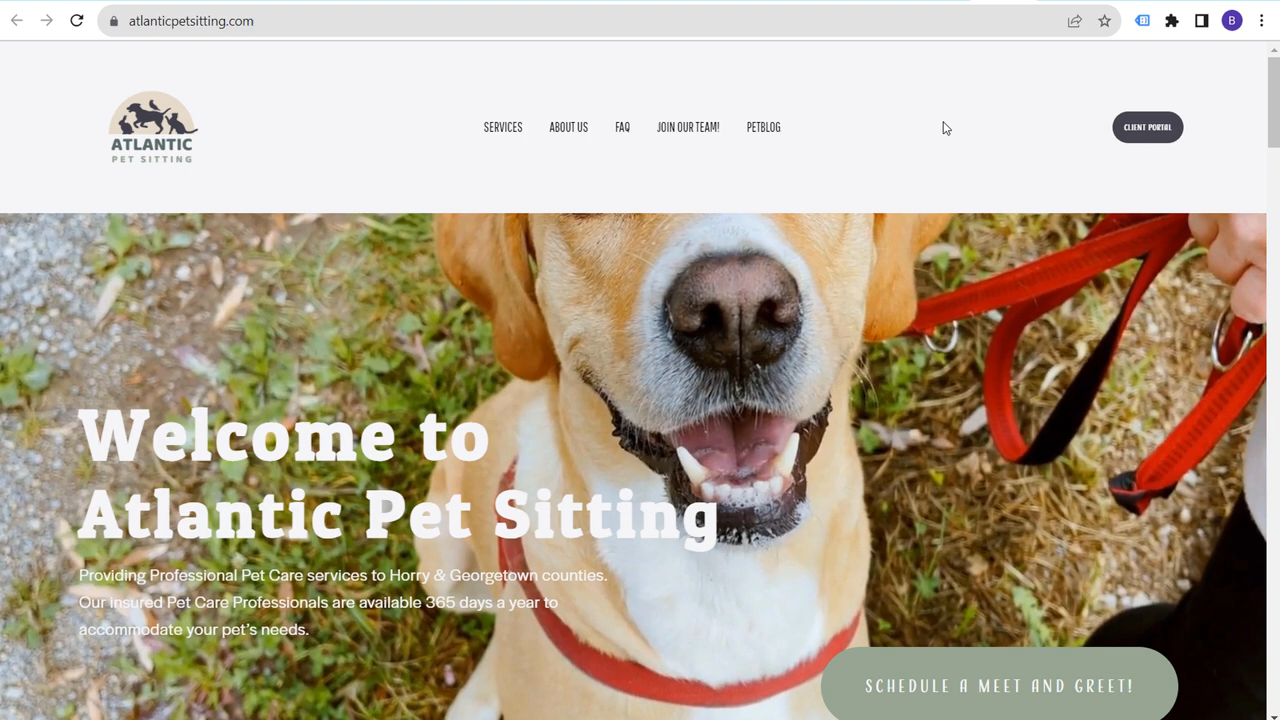 atlanticpetsitting.com
B
ATLANTIC
PET SITTING
SERVICES
ABOUT US
FAQ
JOIN OUR TEAM!
PETBLOG
CLIENT PORTAL
Welcome to
Atlantic Pet Sitting
Providing Professional Pet Care services to Horry & Georgetown counties.
Our insured Pet Care Professionals are available 365 days a year to
accommodate your pet's needs.
SCHEDULE A MEET AND GREET!